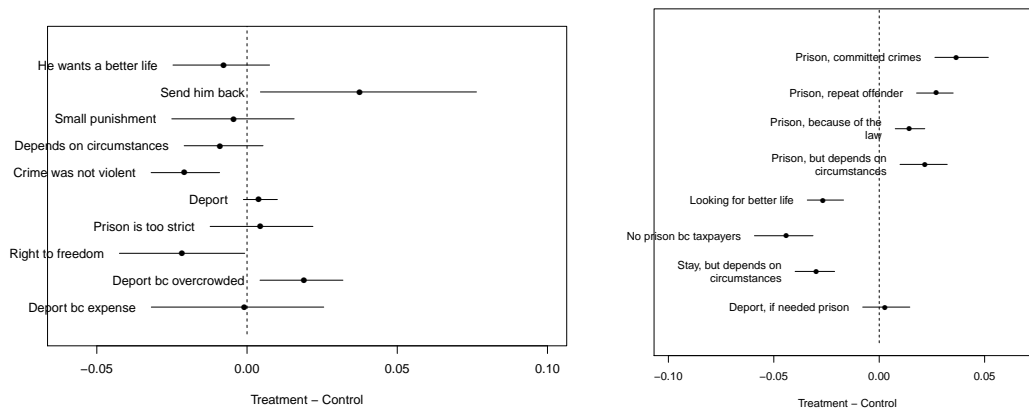 He wants a better life
Send him back
Small punishment
Depends on circumstances
Crime was not violent
Deport
Prison is too strict
Right to freedom
Deport bc overcrowded
Deport bc expense
−0.05 0.00 0.05 0.10
Treatment − Control
Prison, committed crimes
Prison, repeat offender
Prison, because of the
law
Prison, but depends on
circumstances
Looking for better life
No prison bc taxpayers
Stay, but depends on
circumstances
Deport, if needed prison
−0.10 −0.05 0.00 0.05
Treatment − Control